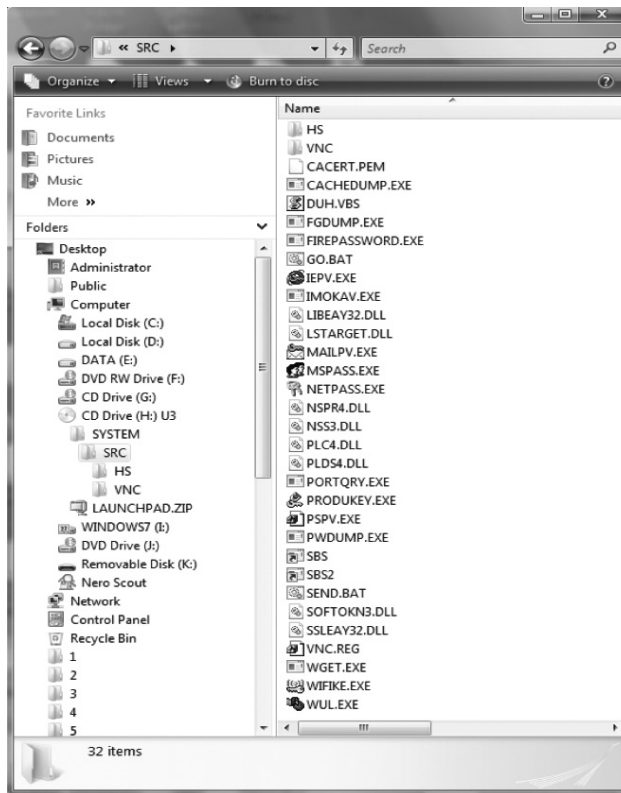 « SRC ▸
Search
Organize
Views
Burn to disc
Favorite Links
Documents
Pictures
Music
More »
Folders
Desktop
Administrator
Public
Computer
Local Disk (C:)
Local Disk (D:)
DATA (E:)
DVD RW Drive (F:)
CD Drive (G:)
CD Drive (H:) U3
SYSTEM
SRC
HS
VNC
LAUNCHPAD.ZIP
WINDOWS7 (I:)
DVD Drive (J:)
Removable Disk (K:)
Nero Scout
Network
Control Panel
Recycle Bin
1
2
3
4
5
Name
HS
VNC
CACERT.PEM
CACHEDUMP.EXE
DUH.VBS
FGDUMP.EXE
FIREPASSWORD.EXE
GO.BAT
IEPV.EXE
IMOKAV.EXE
LIBEAY32.DLL
LSTARGET.DLL
MAILPV.EXE
MSPASS.EXE
NETPASS.EXE
NSPR4.DLL
NSS3.DLL
PLC4.DLL
PLDS4.DLL
PORTQRY.EXE
PRODUKEY.EXE
PSPV.EXE
PWDUMP.EXE
SBS
SBS2
SEND.BAT
SOFTOKN3.DLL
SSLEAY32.DLL
VNC.REG
WGET.EXE
WIFIKE.EXE
WUL.EXE
32 items